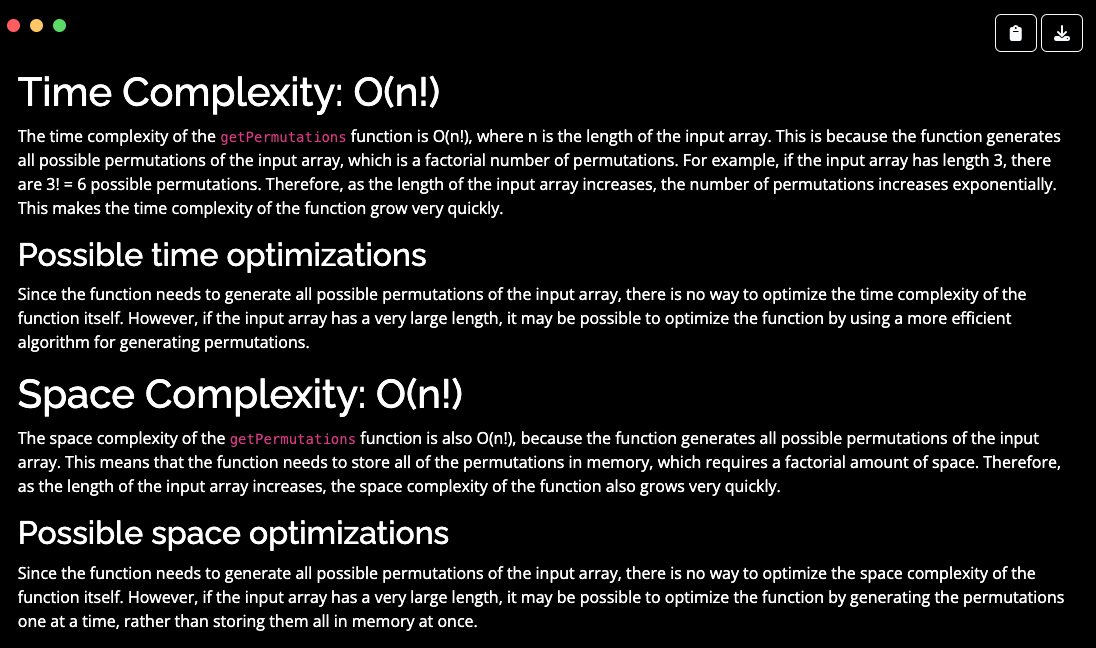 Time Complexity: O(n!)
The time complexity of the getPermutations function is O(n!), where n is the length of the input array. This is because the function generates
all possible permutations of the input array, which is a factorial number of permutations. For example, if the input array has length 3, there
are 3! = 6 possible permutations. Therefore, as the length of the input array increases, the number of permutations increases exponentially.
This makes the time complexity of the function grow very quickly.
Possible time optimizations
Since the function needs to generate all possible permutations of the input array, there is no way to optimize the time complexity of the
function itself. However, if the input array has a very large length, it may be possible to optimize the function by using a more efficient
algorithm for generating permutations.
Space Complexity: O(n!)
The space complexity of the getPermutations function is also O(n!), because the function generates all possible permutations of the input
array. This means that the function needs to store all of the permutations in memory, which requires a factorial amount of space. Therefore,
as the length of the input array increases, the space complexity of the function also grows very quickly.
Possible space optimizations
Since the function needs to generate all possible permutations of the input array, there is no way to optimize the space complexity of the
function itself. However, if the input array has a very large length, it may be possible to optimize the function by generating the permutations
one at a time, rather than storing them all in memory at once.